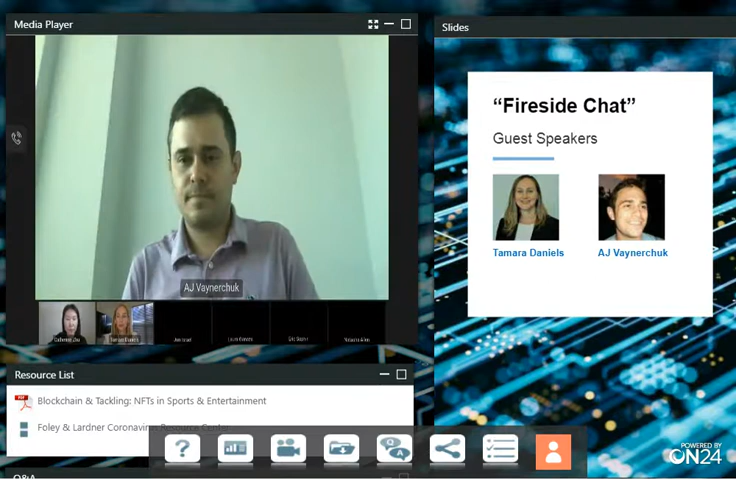 Media Player
AJ Vaynerchuk
Resource List
Blockchain & Tackling: NFTs in Sports & Entertainment
Foley & Lardner Coronavirus Resource Center
Q&A
Slides
“Fireside Chat”
Guest Speakers
Tamara Daniels
AJ Vaynerchuk
PDF
?
Q
A
POWERED BY
ON24